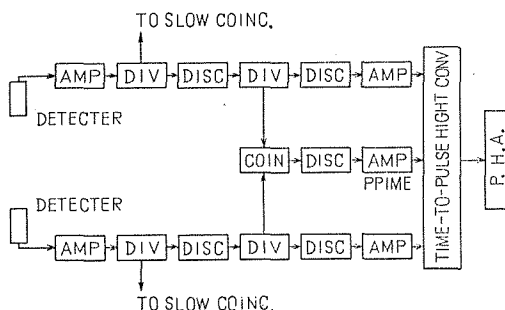 TO SLOW COINC.
AMP DIV DISC DIV DISC AMP
DETECTER
COIN DISC AMP
PPIME
TIME-TO-PULSE HIGHT CONV
P. H. A.
DETECTER
AMP DIV DISC DIV DISC AMP
TO SLOW COINC.